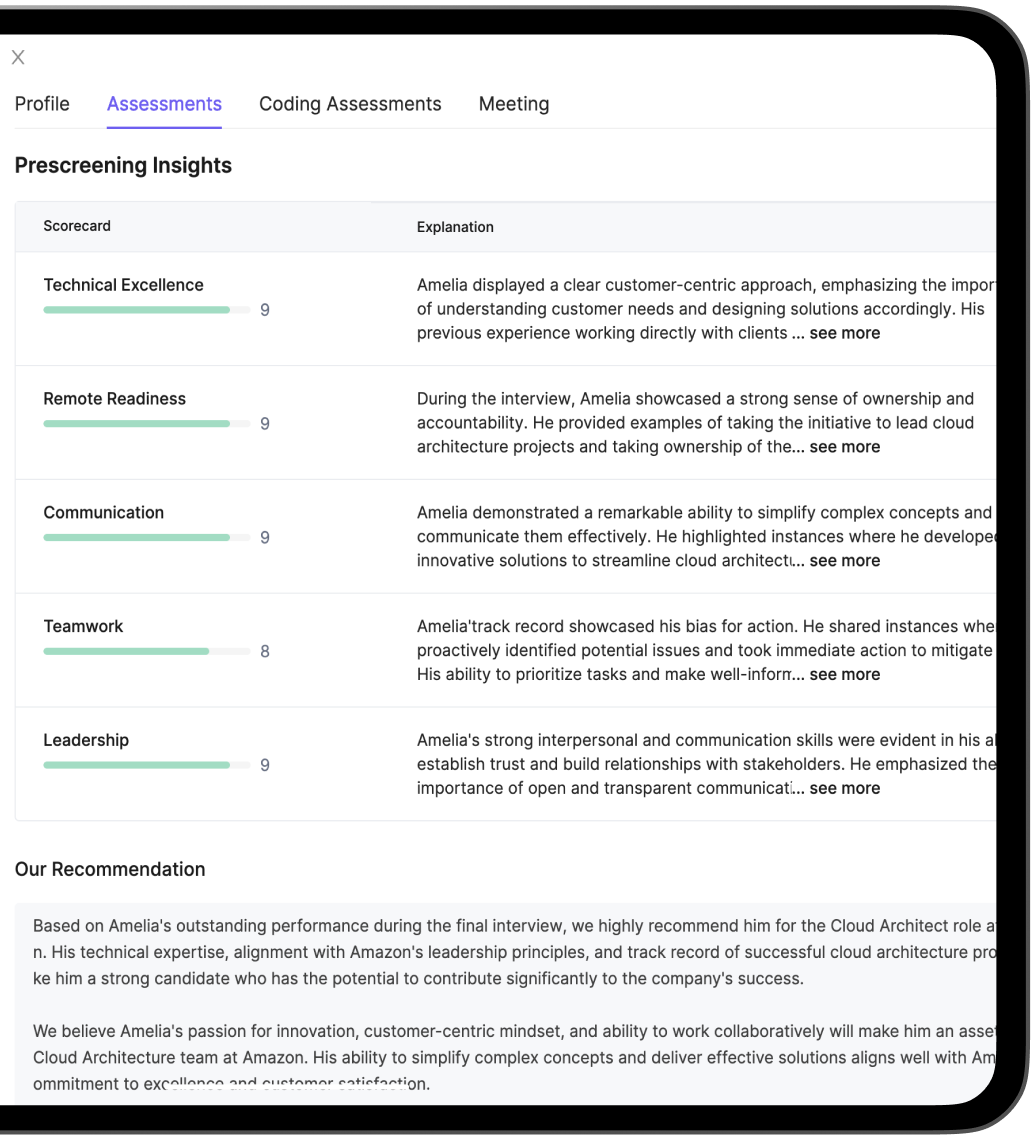 X
Profile Assessments Coding Assessments Meeting
Prescreening Insights
Scorecard Explanation
Technical Excellence
9
Amelia displayed a clear customer-centric approach, emphasizing the impor
of understanding customer needs and designing solutions accordingly. His
previous experience working directly with clients ... see more
Remote Readiness
9
During the interview, Amelia showcased a strong sense of ownership and
accountability. He provided examples of taking the initiative to lead cloud
architecture projects and taking ownership of the... see more
Communication
9
Amelia demonstrated a remarkable ability to simplify complex concepts and
communicate them effectively. He highlighted instances where he developed
innovative solutions to streamline cloud architectu... see more
Teamwork
8
Amelia'track record showcased his bias for action. He shared instances whe
proactively identified potential issues and took immediate action to mitigate
His ability to prioritize tasks and make well-inform... see more
Leadership
9
Amelia's strong interpersonal and communication skills were evident in his a
establish trust and build relationships with stakeholders. He emphasized the
importance of open and transparent communicati... see more
Our Recommendation
Based on Amelia's outstanding performance during the final interview, we highly recommend him for the Cloud Architect role a
n. His technical expertise, alignment with Amazon's leadership principles, and track record of successful cloud architecture pro
ke him a strong candidate who has the potential to contribute significantly to the company's success.
We believe Amelia's passion for innovation, customer-centric mindset, and ability to work collaboratively will make him an asset
Cloud Architecture team at Amazon. His ability to simplify complex concepts and deliver effective solutions aligns well with Am
ommitment to excellence and customer satisfaction.